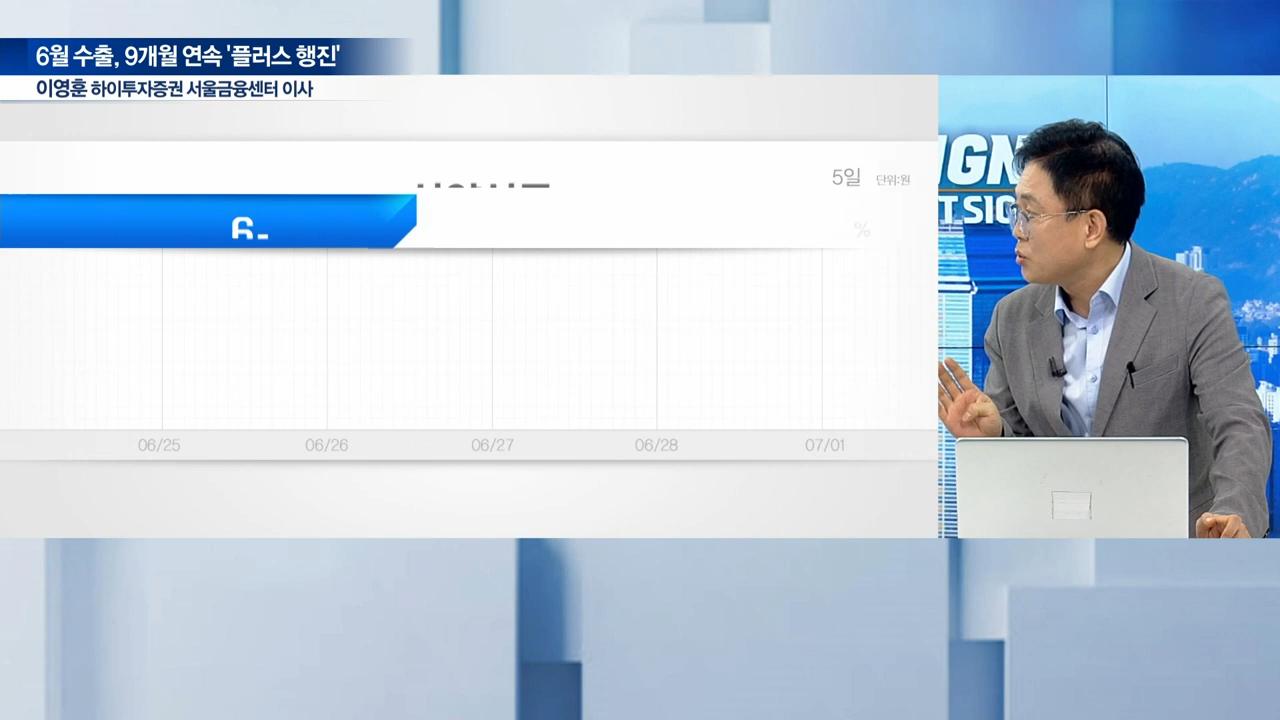 6월 수출, 9개월 연속 '플러스 행진'
이영훈 하이투자증권 서울금융센터 이사
5일 단위:원
%
06/25 06/26 06/27 06/28 07/01
IGN
T SIG